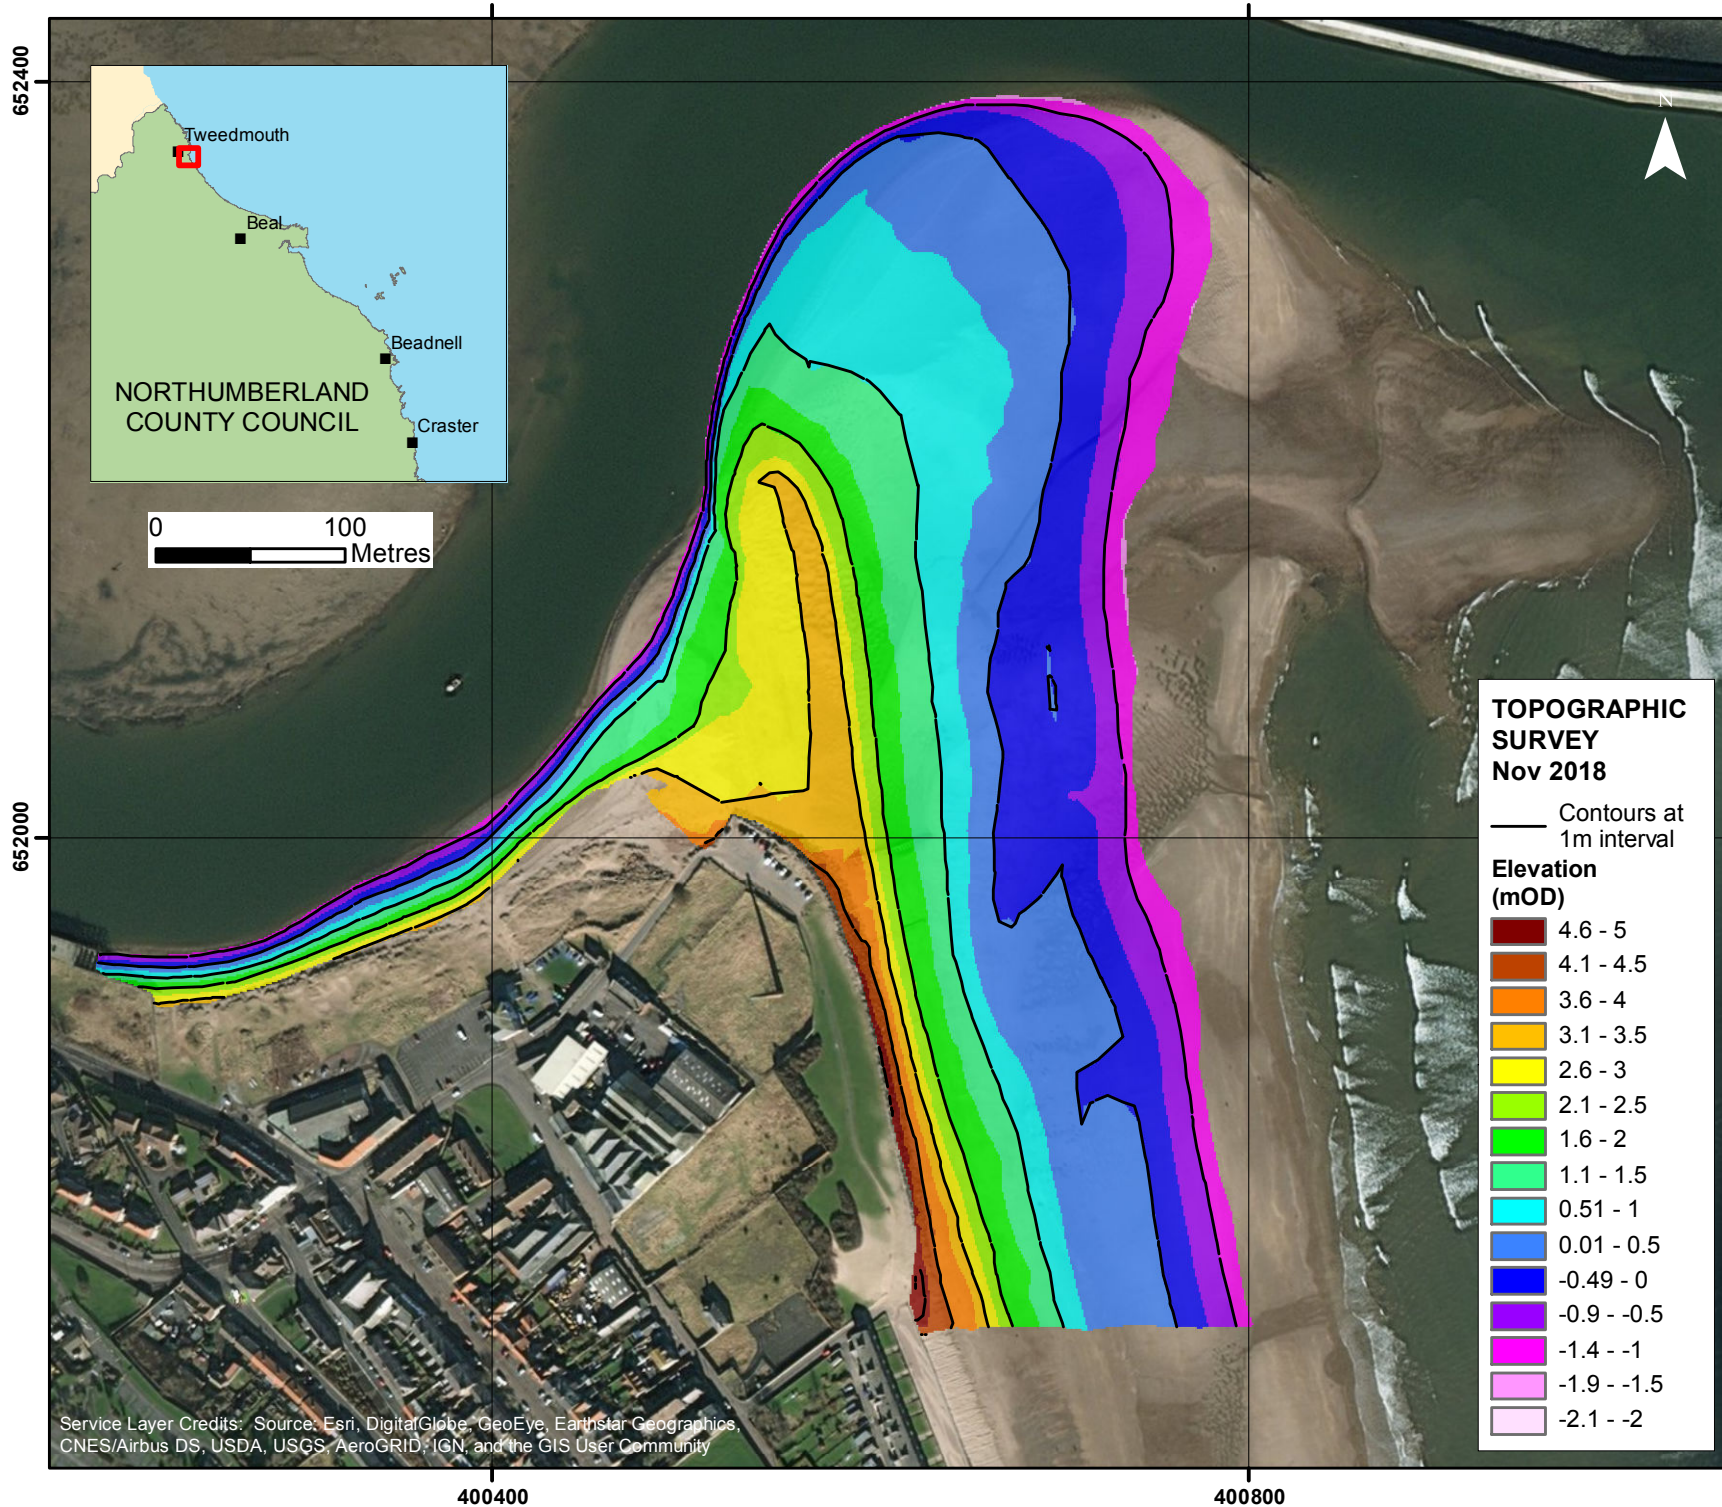 652400
652000
400400
400800
N
Tweedmouth
Beal
Beadnell
Craster
NORTHUMBERLAND
COUNTY COUNCIL
0 100
Metres
TOPOGRAPHIC
SURVEY
Nov 2018
Contours at
1m interval
Elevation
(mOD)
4.6 - 5
4.1 - 4.5
3.6 - 4
3.1 - 3.5
2.6 - 3
2.1 - 2.5
1.6 - 2
1.1 - 1.5
0.51 - 1
0.01 - 0.5
-0.49 - 0
-0.9 - -0.5
-1.4 - -1
-1.9 - -1.5
-2.1 - -2
Service Layer Credits: Source: Esri, DigitalGlobe, GeoEye, Earthstar Geographics,
CNES/Airbus DS, USDA, USGS, AeroGRID, IGN, and the GIS User Community